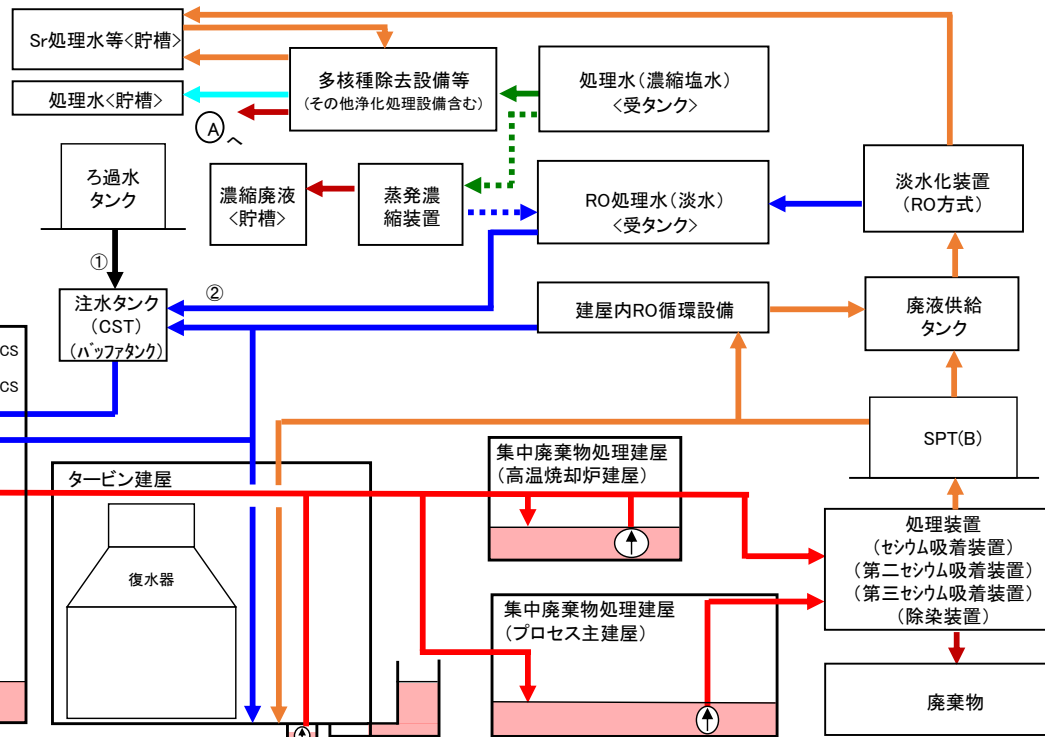 Sr処理水等<貯槽>
処理水<貯槽>
多核種除去設備等
(その他浄化処理設備含む)
Aへ
処理水(濃縮塩水)
<受タンク>
ろ過水
タンク
濃縮廃液
<貯槽>
蒸発濃
縮装置
RO処理水(淡水)
<受タンク>
淡水化装置
(RO方式)
①
②
注水タンク
(CST)
(バッファタンク)
建屋内RO循環設備
廃液供給
タンク
CS
CS
SPT(B)
タービン建屋
復水器
集中廃棄物処理建屋
(高温焼却炉建屋)
集中廃棄物処理建屋
(プロセス主建屋)
処理装置
(セシウム吸着装置)
(第二セシウム吸着装置)
(第三セシウム吸着装置)
(除染装置)
廃棄物